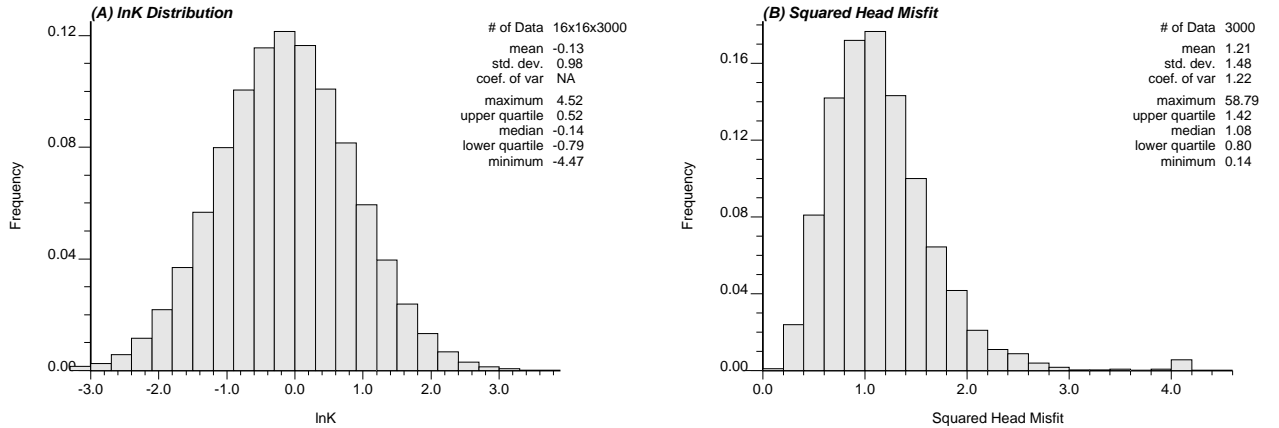 (A) lnK Distribution
# of Data 16x16x3000
mean -0.13
std. dev. 0.98
coef. of var NA
maximum 4.52
upper quartile 0.52
median -0.14
lower quartile -0.79
minimum -4.47
Frequency
0.12
0.08
0.04
0.00
-3.0 -2.0 -1.0 0.0 1.0 2.0 3.0
lnK
(B) Squared Head Misfit
# of Data 3000
mean 1.21
std. dev. 1.48
coef. of var 1.22
maximum 58.79
upper quartile 1.42
median 1.08
lower quartile 0.80
minimum 0.14
Frequency
0.16
0.12
0.08
0.04
0.00
0.0 1.0 2.0 3.0 4.0
Squared Head Misfit